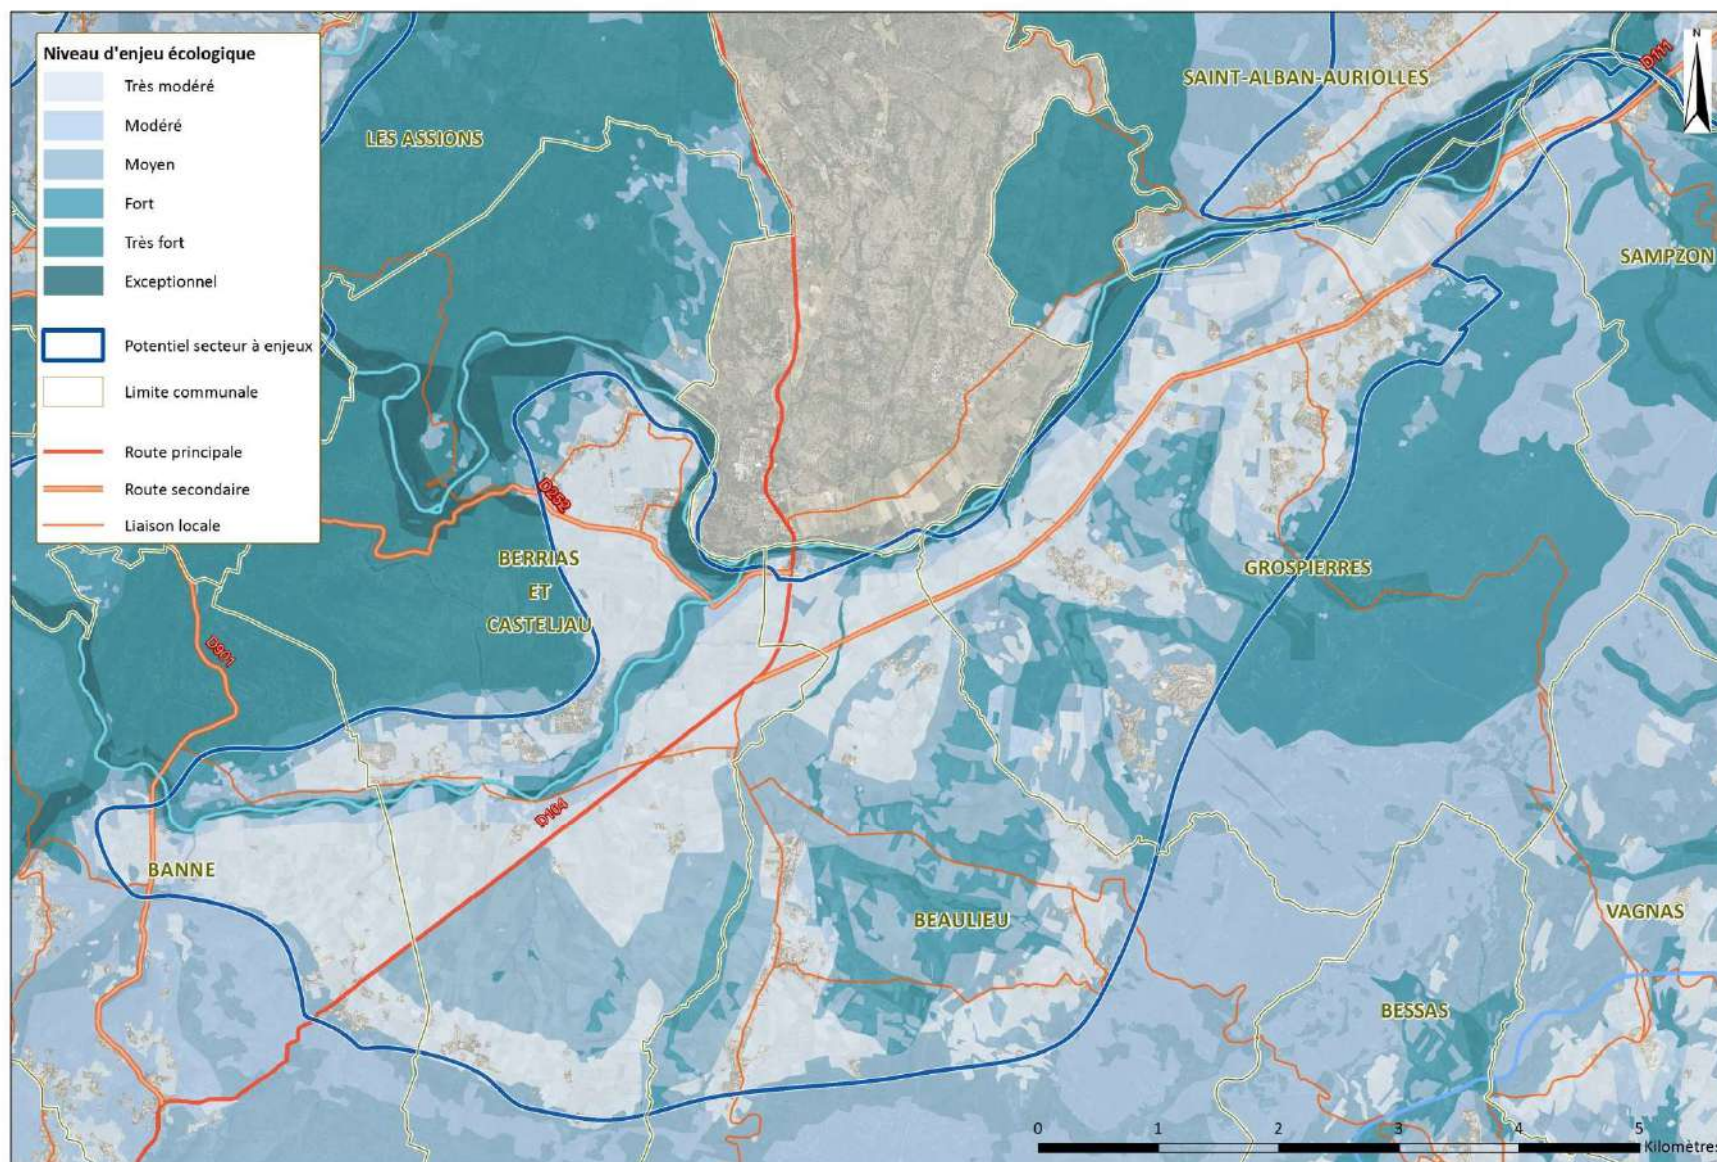 Niveau d'enjeu écologique
Très modéré
Modéré
Moyen
Fort
Très fort
Exceptionnel
Potentiel secteur à enjeux
Limite communale
Route principale
Route secondaire
Liaison locale
N
D111
SAINT-ALBAN-AURIOLLES
LES ASSIONS
SAMPZON
D252
BERRIAS
ET
CASTELJAU
GROSPIERRES
D901
D104
BANNE
BEAULIEU
VAGNAS
BESSAS
0 1 2 3 4 5
Kilomètres